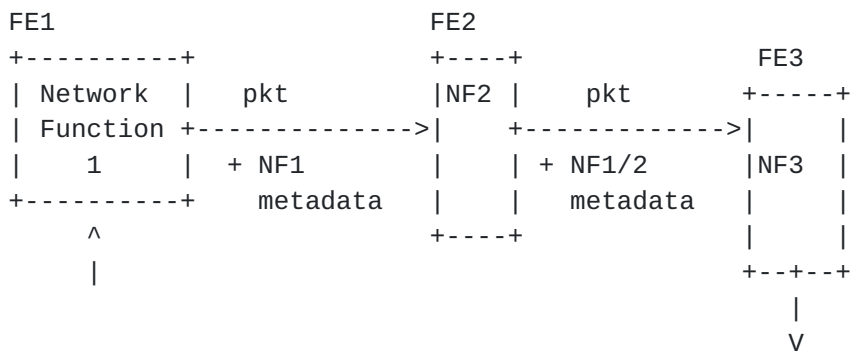 FE1                         FE2
+----------+                +----+               FE3
| Network  |   pkt          |NF2 |    pkt     +-----+
| Function +-------------->|    +------------->|     |
|    1     |  + NF1         |    | + NF1/2     |NF3  |
+----------+    metadata   |    |   metadata   |     |
     ^                      +----+              |     |
     |                                         +--+--+
                                                  |
                                                  V